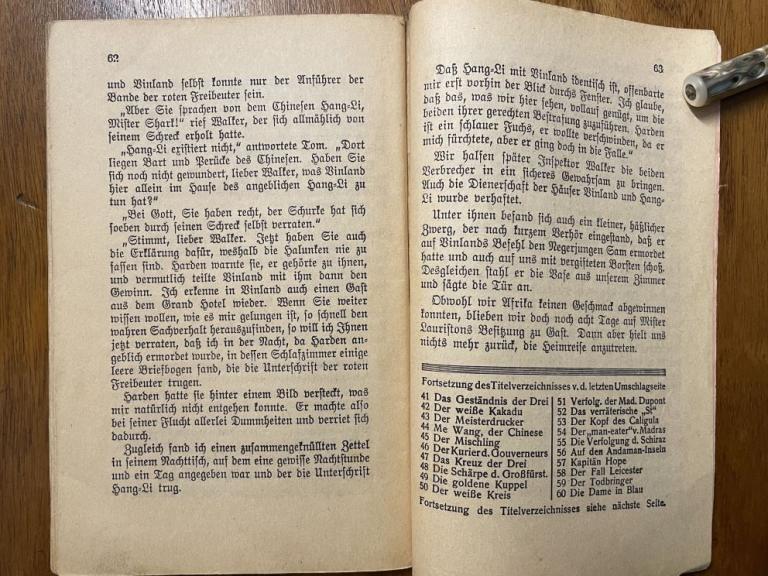 62
und Vinland selbst konnte nur der Anführer der
Bande der roten Freibeuter sein.
„Aber Sie sprachen von dem Chinesen Hang-Li,
Mister Shark!“ rief Walker, der sich allmählich von
seinem Schreck erholt hatte.
„Hang-Li existiert nicht,“ antwortete Tom. „Dort
liegen Bart und Perücke des Chinesen. Haben Sie
sich noch nicht gewundert, lieber Walker, was Vinland
hier allein im Hause des angeblichen Hang-Li zu
tun hat?“
„Bei Gott, Sie haben recht, der Schurke hat sich
soeben durch seinen Schreck selbst verraten.“
„Stimmt, lieber Walker. Jetzt haben Sie auch
die Erklärung dafür, weshalb die Halunken nie zu
fassen sind. Harden warnte sie, er gehörte zu ihnen,
und vermutlich teilte Vinland mit ihm dann den
Gewinn. Ich erkenne in Vinland auch einen Gast
aus dem Grand Hotel wieder. Wenn Sie weiter
wissen wollen, wie es mir gelungen ist, so schnell den
wahren Sachverhalt herauszufinden, so will ich Ihnen
jetzt verraten, daß ich in der Nacht, da Harden an-
geblich ermordet wurde, in dessen Schlafzimmer einige
leere Briefbogen fand, die die Unterschrift der roten
Freibeuter trugen.
Harden hatte sie hinter einem Bild versteckt, was
mir natürlich nicht entgehen konnte. Er machte also
bei seiner Flucht allerlei Dummheiten und verriet sich
dadurch.
Zugleich fand ich einen zusammengeknüllten Zettel
in seinem Nachttisch, auf dem eine gewisse Nachtstunde
und ein Tag angegeben war und der die Unterschrift
Hang-Li trug.
63
Daß Hang-Li mit Vinland identisch ist, offenbarte
mir erst vorhin der Blick durchs Fenster. Ich glaube,
daß das, was wir hier sehen, vollauf genügt, um die
beiden ihrer gerechten Bestrafung zuzuführen. Harden
ist ein schlauer Fuchs, er wollte verschwinden, da er
mich fürchtete, aber er ging doch in die Falle.“
Wir halfen später Inspektor Walker die beiden
Verbrecher in ein sicheres Gewahrsam zu bringen.
Auch die Dienerschaft der Häuser Vinland und Hang-
Li wurde verhaftet.
Unter ihnen befand sich auch ein kleiner, häßlicher
Zwerg, der nach kurzem Verhör eingestand, daß er
auf Vinlands Befehl den Negerjungen Sam ermordet
hatte und auch auf uns mit vergifteten Borsten schoß.
Desgleichen stahl er die Vase aus unserem Zimmer
und sägte die Tür an.
Obwohl wir Afrika keinen Geschmack abgewinnen
konnten, blieben wir doch noch acht Tage auf Mister
Lauristons Besitzung zu Gast. Dann aber hielt uns
nichts mehr zurück, die Heimreise anzutreten.
Fortsetzung des Titelverzeichnisses v. d. letzten Umschlagseite
41 Das Geständnis der Drei
42 Der weiße Kakadu
43 Der Meisterdrucker
44 Me Wang, der Chinese
45 Der Mischling
46 Der Kurier d. Gouverneurs
47 Das Kreuz der Drei
48 Die Schärpe d. Großfürst.
49 Die goldene Kuppel
50 Der weiße Kreis
51 Verfolg. der Mad. Dupont
52 Das verräterische „Si“
53 Der Kopf des Caligula
54 Der „man-eater“ v. Madras
55 Die Verfolgung d. Schiraz
56 Auf den Andaman-Inseln
57 Kapitän Hope
58 Der Fall Leicester
59 Der Todbringer
60 Die Dame in Blau
Fortsetzung des Titelverzeichnisses siehe nächste Seite.